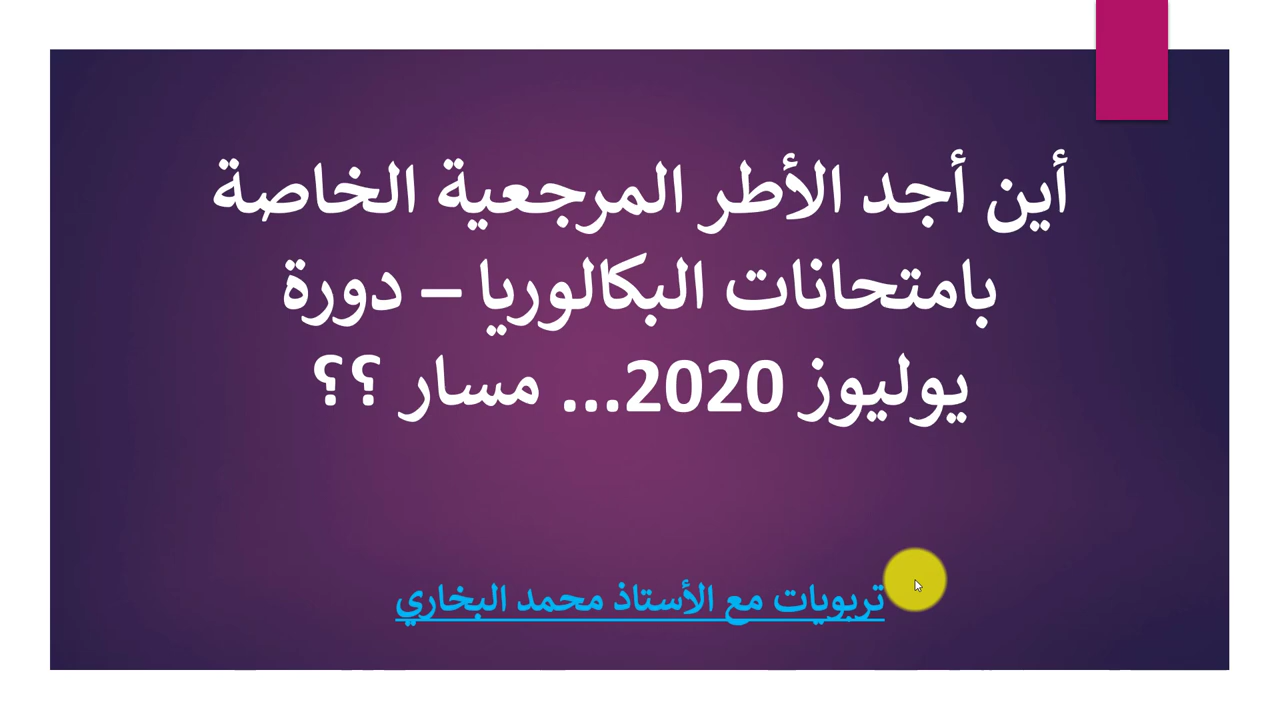 أين أجد الأطر المرجعية الخاصة
بامتحانات البكالوريا – دورة
يوليوز 2020... مسار ؟؟
تربويات مع الأستاذ محمد البخاري